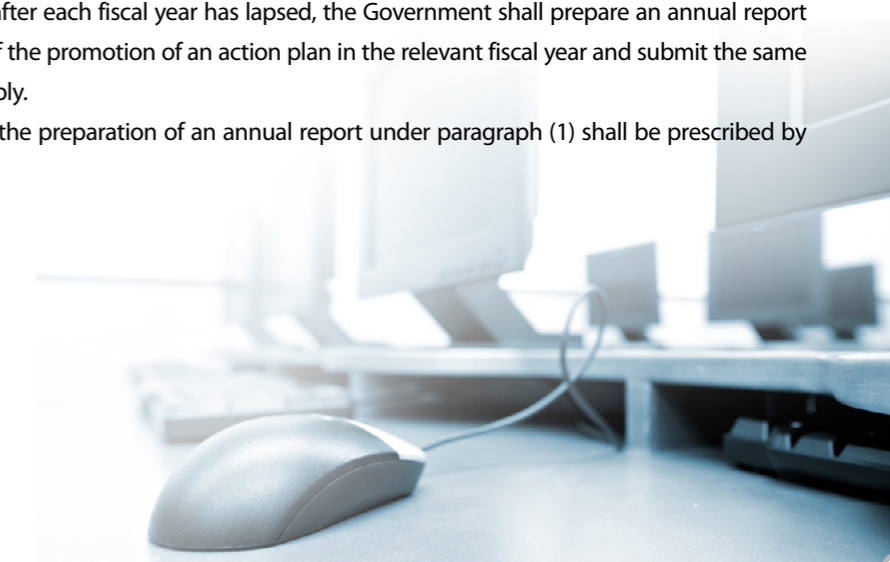 after each fiscal year has lapsed, the Government shall prepare an annual report
the promotion of an action plan in the relevant fiscal year and submit the same
the preparation of an annual report under paragraph (1) shall be prescribed by